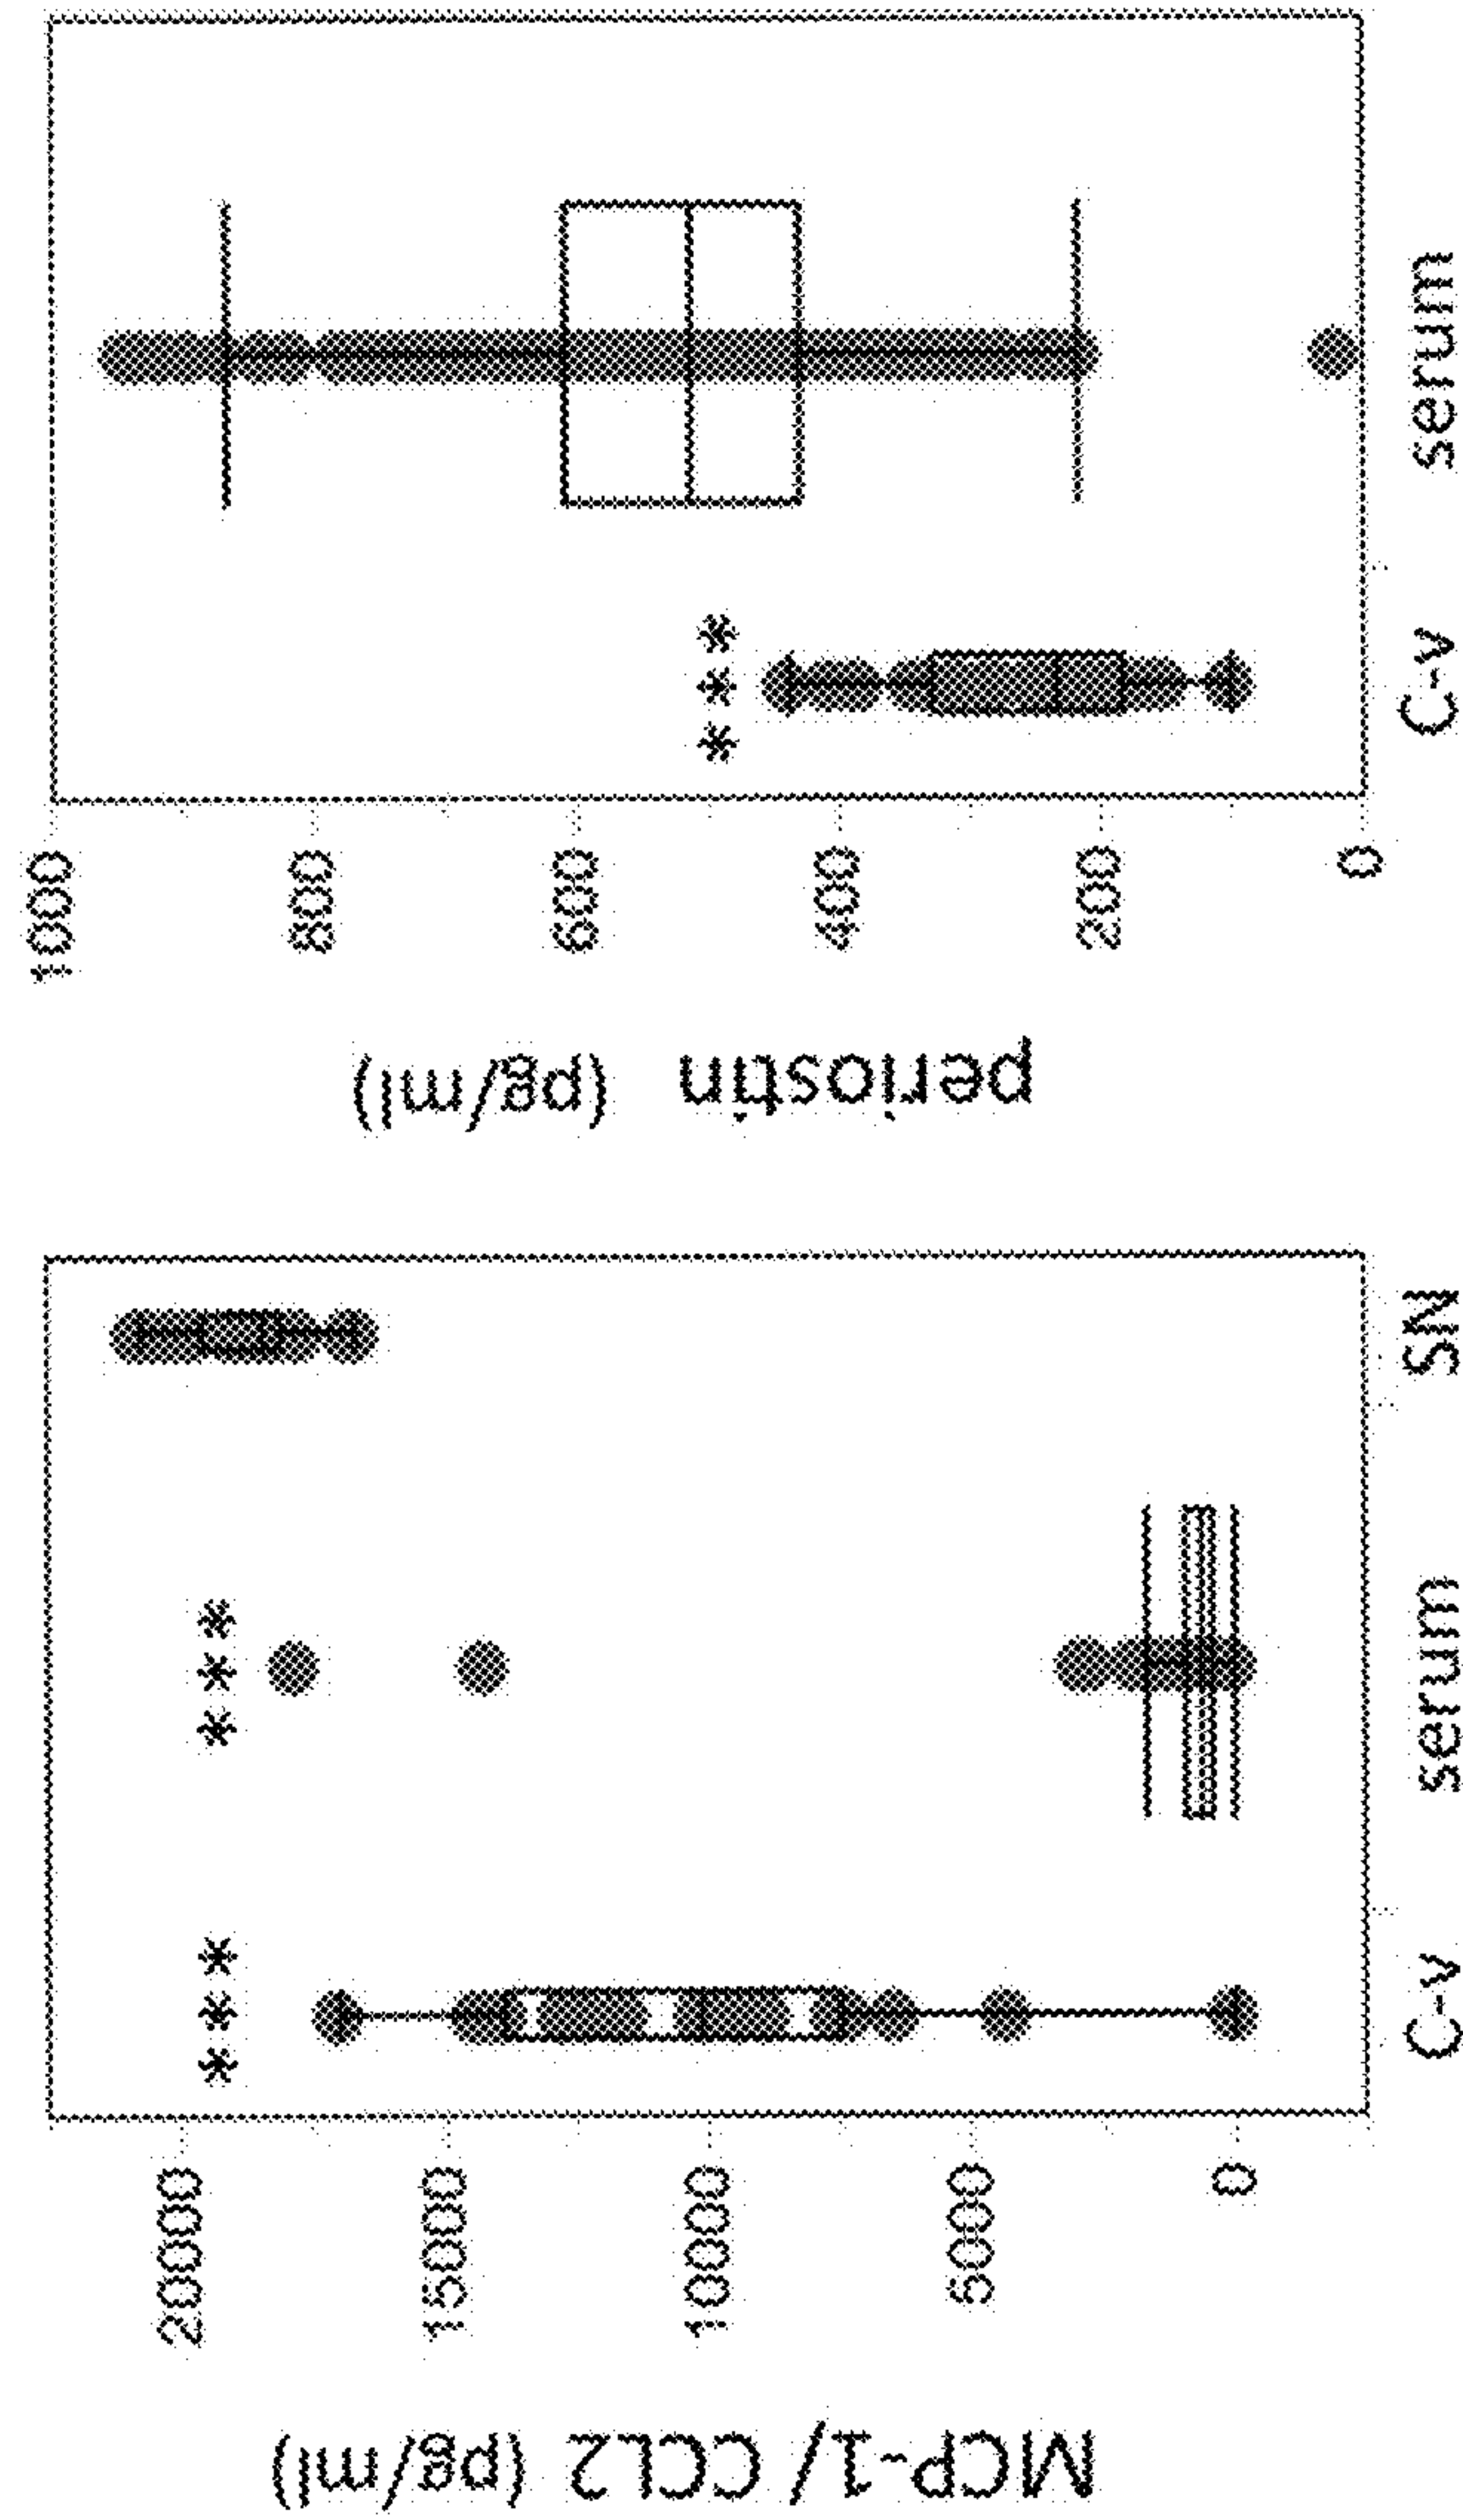 MCP-1/ CCL2 (pg/ml)
20000
15000
10000
5000
0
***
***
C-v
serum
SN
periostin (pg/ml)
1000
800
600
400
200
0
***
C-v
serum